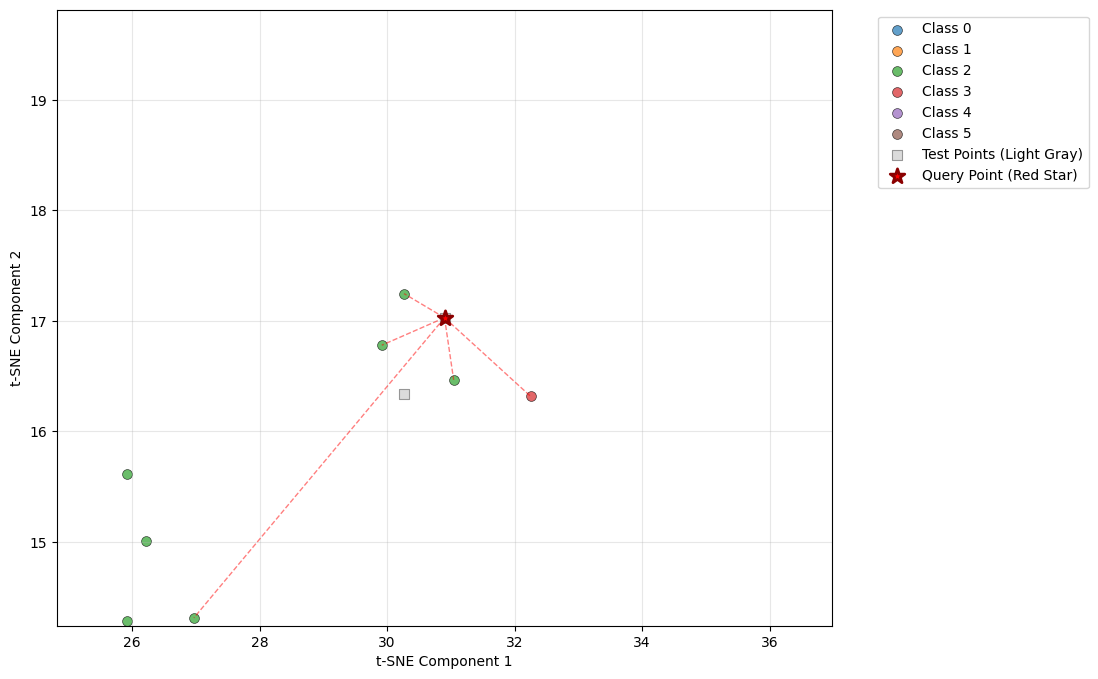 19
18
17
16
15
26 28 30 32 34 36
t-SNE Component 1
t-SNE Component 2
Class 0
Class 1
Class 2
Class 3
Class 4
Class 5
Test Points (Light Gray)
Query Point (Red Star)